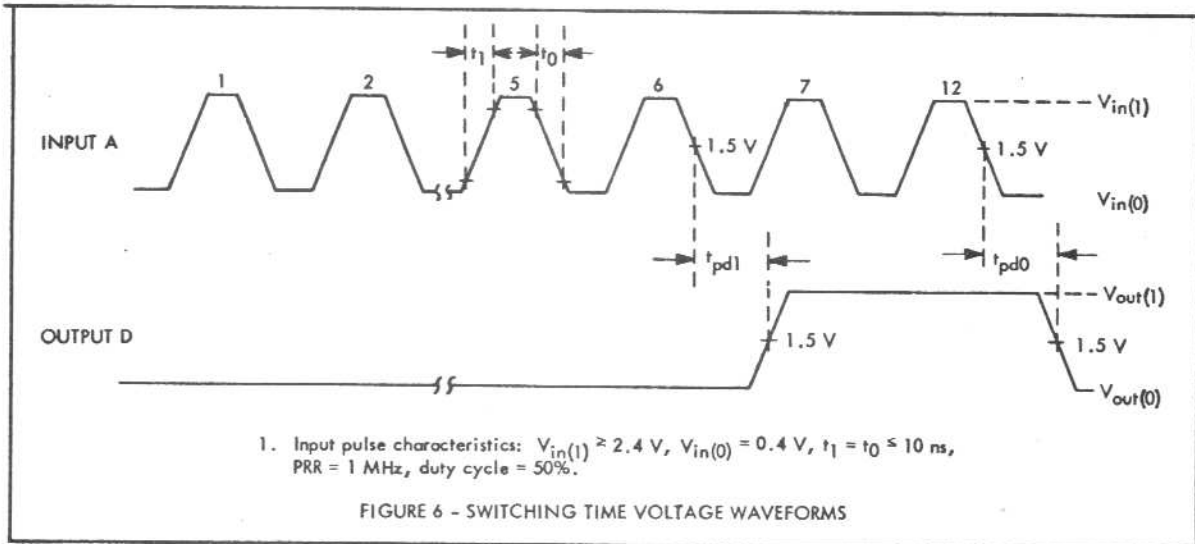 t1 t0
1 2 5 6 7 12
Vin(1)
INPUT A
1.5 V 1.5 V
Vin(0)
tpd1 tpd0
Vout(1)
OUTPUT D
1.5 V 1.5 V
Vout(0)
1. Input pulse characteristics: Vin(1) ≥ 2.4 V, Vin(0) = 0.4 V, t1 = t0 ≤ 10 ns,
PRR = 1 MHz, duty cycle = 50%.
FIGURE 6 - SWITCHING TIME VOLTAGE WAVEFORMS